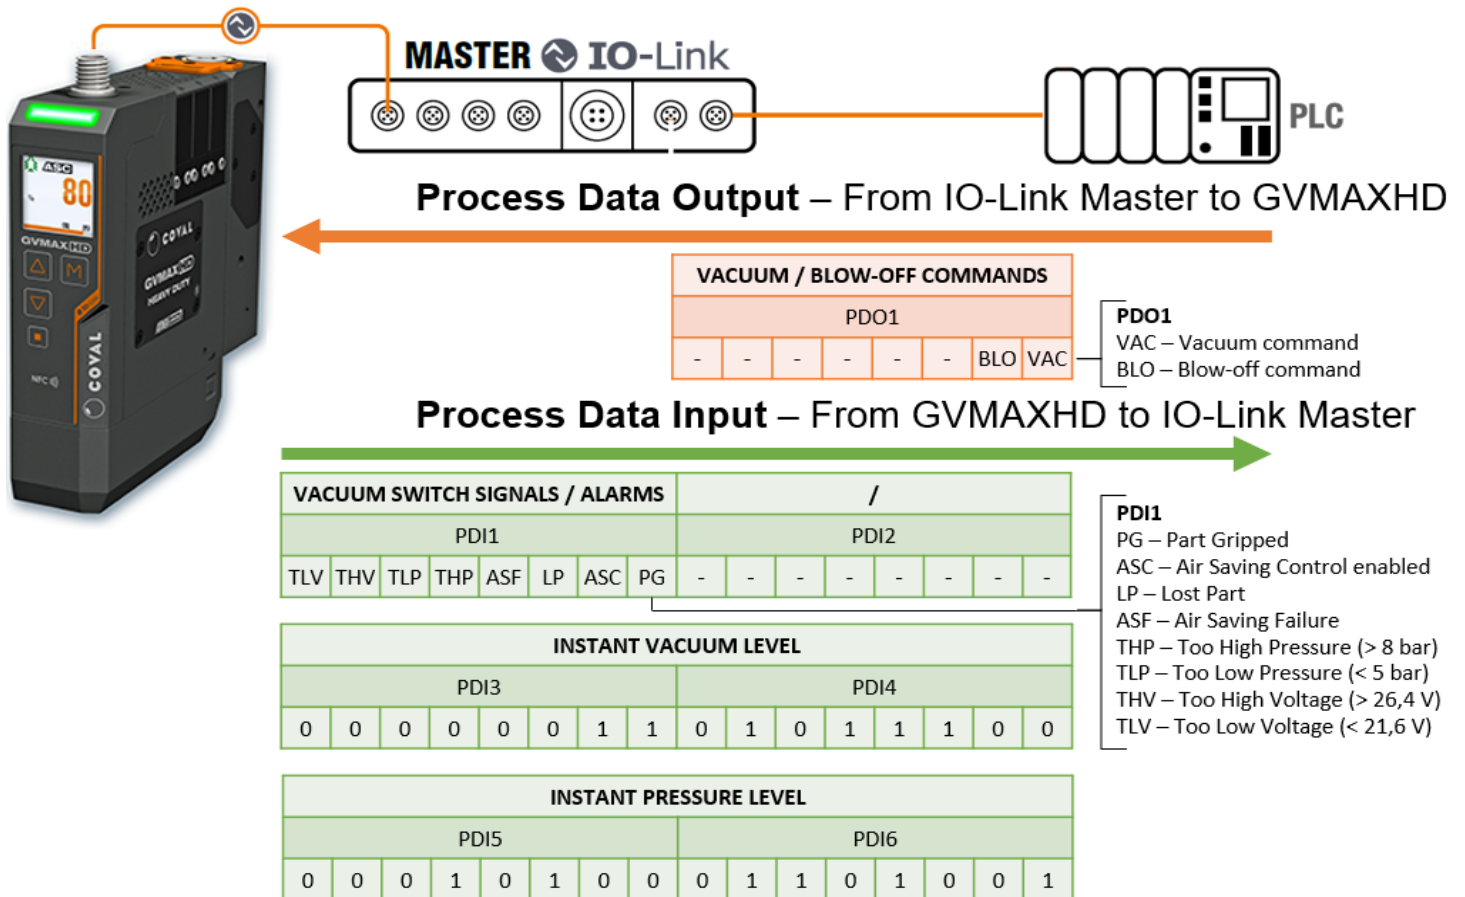 MASTER IO-Link
PLC
ASC
80
GVMAX HD
M
NFC
COVAL
COVAL
GVMAX HD
HEAVY DUTY
Process Data Output – From IO-Link Master to GVMAXHD
VACUUM / BLOW-OFF COMMANDS
PDO1
- - - - - - BLO VAC
PDO1
VAC – Vacuum command
BLO – Blow-off command
Process Data Input – From GVMAXHD to IO-Link Master
VACUUM SWITCH SIGNALS / ALARMS /
PDI1 PDI2
TLV THV TLP THP ASF LP ASC PG - - - - - - - -
PDI1
PG – Part Gripped
ASC – Air Saving Control enabled
LP – Lost Part
ASF – Air Saving Failure
THP – Too High Pressure (> 8 bar)
TLP – Too Low Pressure (< 5 bar)
THV – Too High Voltage (> 26,4 V)
TLV – Too Low Voltage (< 21,6 V)
INSTANT VACUUM LEVEL
PDI3 PDI4
0 0 0 0 0 0 1 1 0 1 0 1 1 1 0 0
INSTANT PRESSURE LEVEL
PDI5 PDI6
0 0 0 1 0 1 0 0 0 1 1 0 1 0 0 1